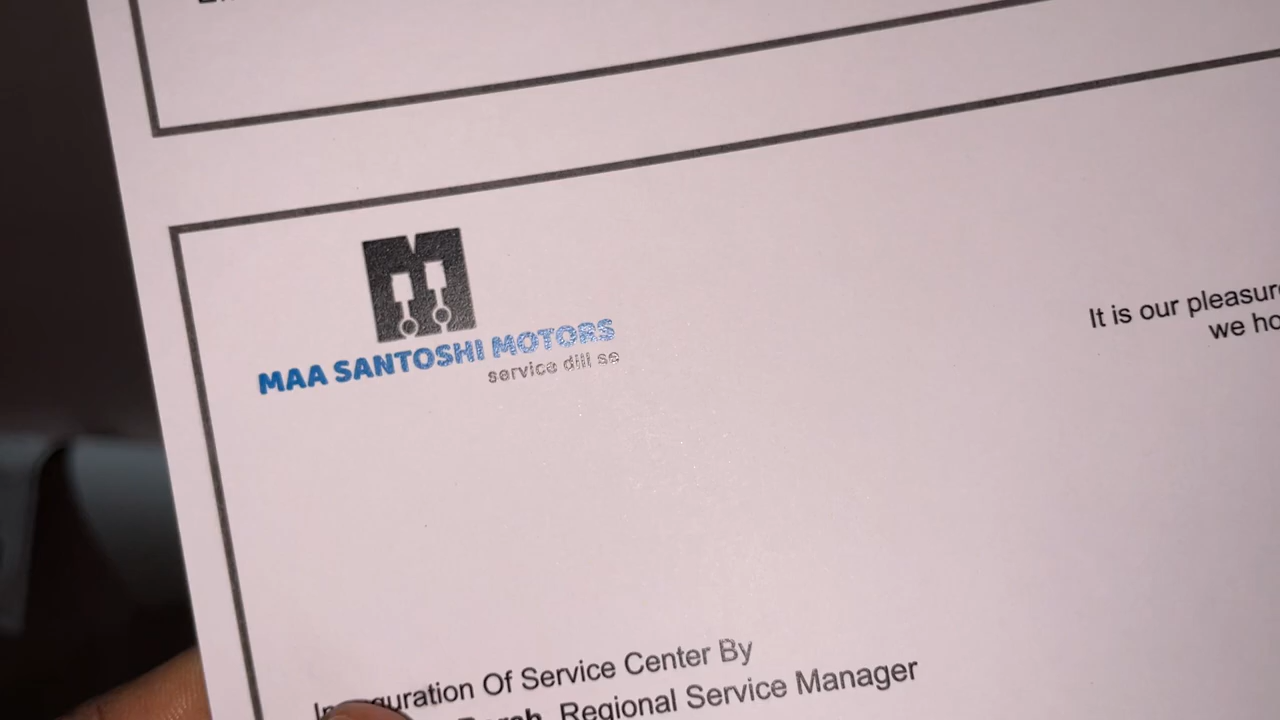 MAA SANTOSHI MOTORS
service dill se
It is our pleasure
we ho
Inauguration Of Service Center By
Regional Service Manager